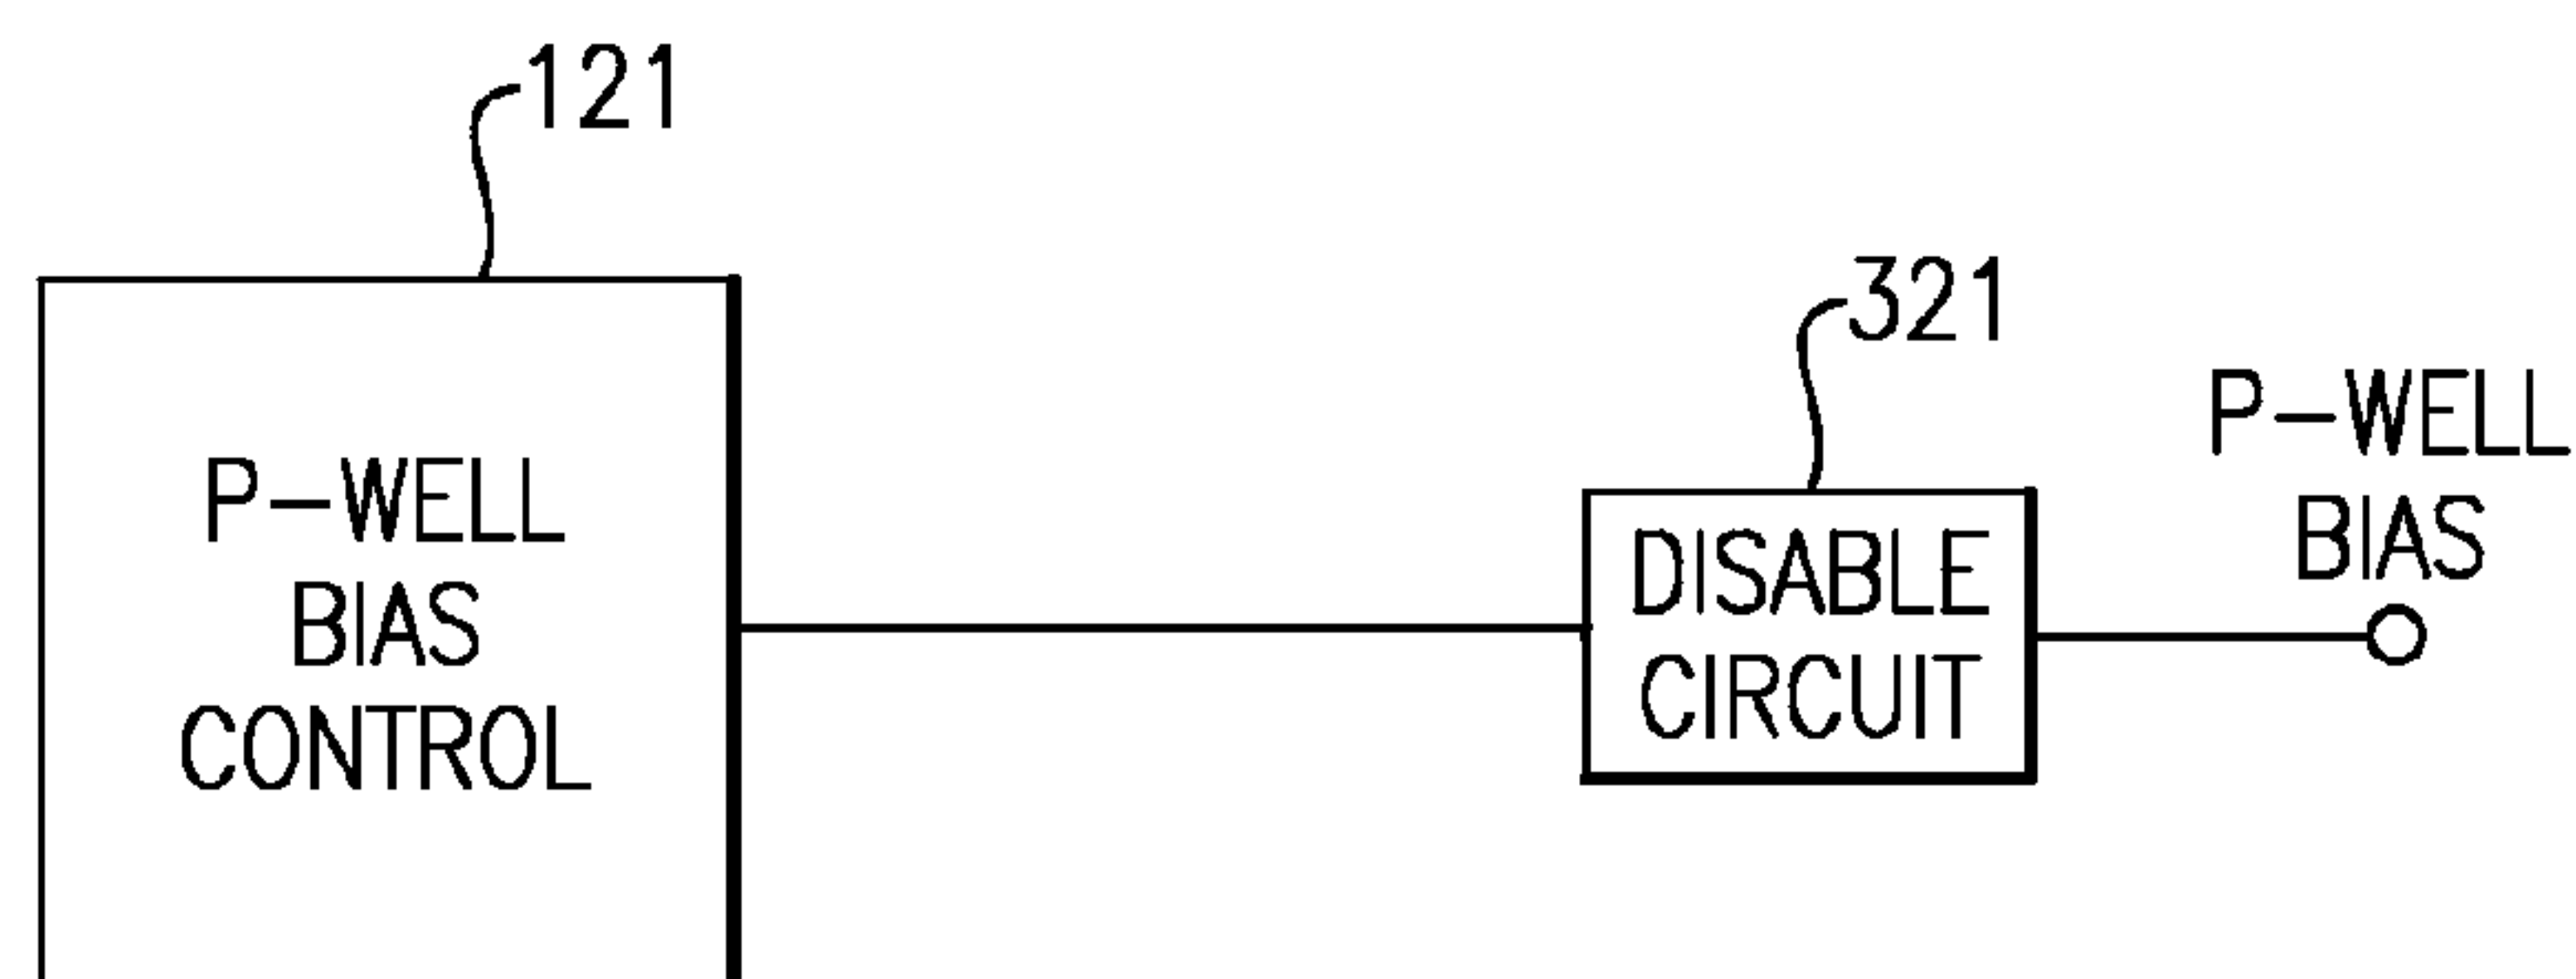 121
P-WELL
BIAS
CONTROL
321
DISABLE
CIRCUIT
P-WELL
BIAS